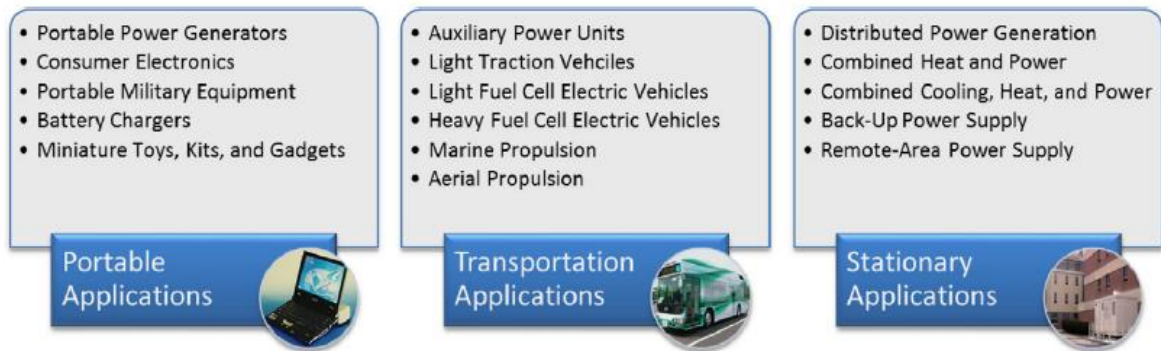 • Portable Power Generators
• Consumer Electronics
• Portable Military Equipment
• Battery Chargers
• Miniature Toys, Kits, and Gadgets
Portable
Applications
• Auxiliary Power Units
• Light Traction Vehciles
• Light Fuel Cell Electric Vehicles
• Heavy Fuel Cell Electric Vehicles
• Marine Propulsion
• Aerial Propulsion
Transportation
Applications
• Distributed Power Generation
• Combined Heat and Power
• Combined Cooling, Heat, and Power
• Back-Up Power Supply
• Remote-Area Power Supply
Stationary
Applications